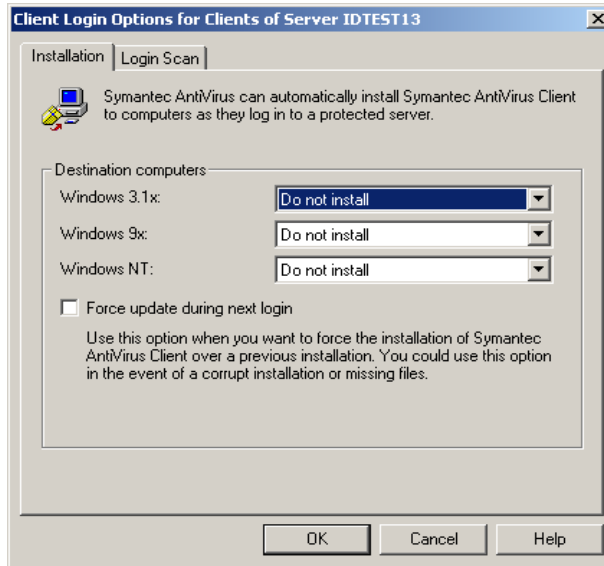 Client Login Options for Clients of Server IDTEST13
Installation
Login Scan
Symantec AntiVirus can automatically install Symantec AntiVirus Client
to computers as they log in to a protected server.
Destination computers
Windows 3.1x:
Do not install
Windows 9x:
Do not install
Windows NT:
Do not install
Force update during next login
Use this option when you want to force the installation of Symantec
AntiVirus Client over a previous installation. You could use this option
in the event of a corrupt installation or missing files.
OK
Cancel
Help